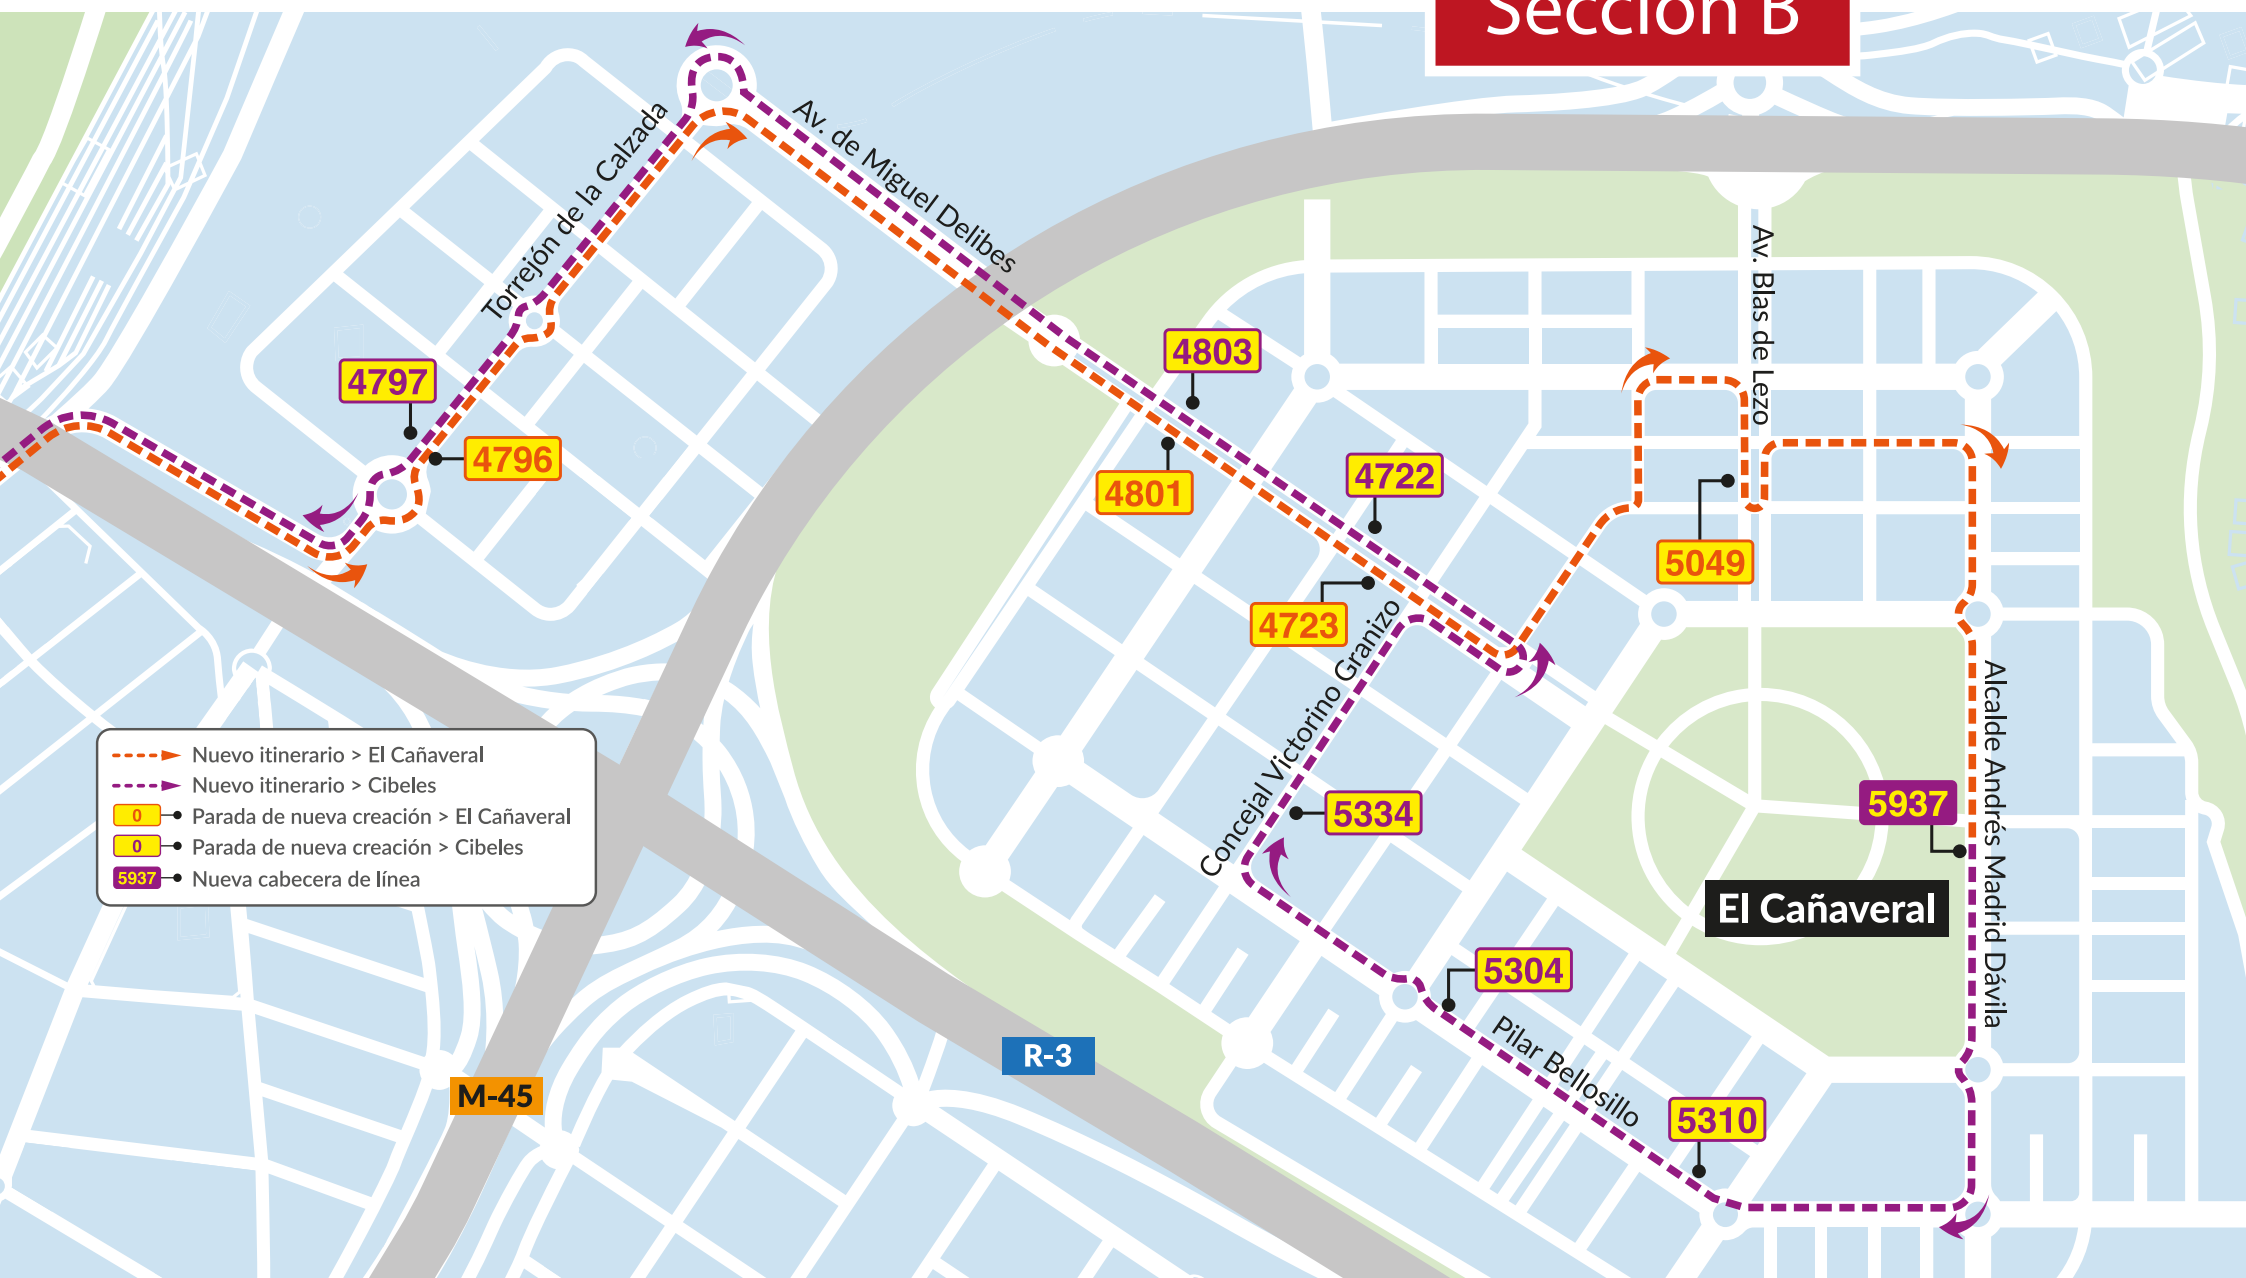 Sección B
Av. de Miguel Delibes
Torrejón de la Calzada
Av. Blas de Lezo
4803
4797
4796
4722
4801
5049
4723
Concejal Victorino Granizo
Alcalde Andrés Madrid Dávila
Nuevo itinerario > El Cañaveral
Nuevo itinerario > Cibeles
0 Parada de nueva creación > El Cañaveral
0 Parada de nueva creación > Cibeles
5937 Nueva cabecera de línea
5334
5937
El Cañaveral
5304
Pilar Bellosillo
R-3
M-45
5310